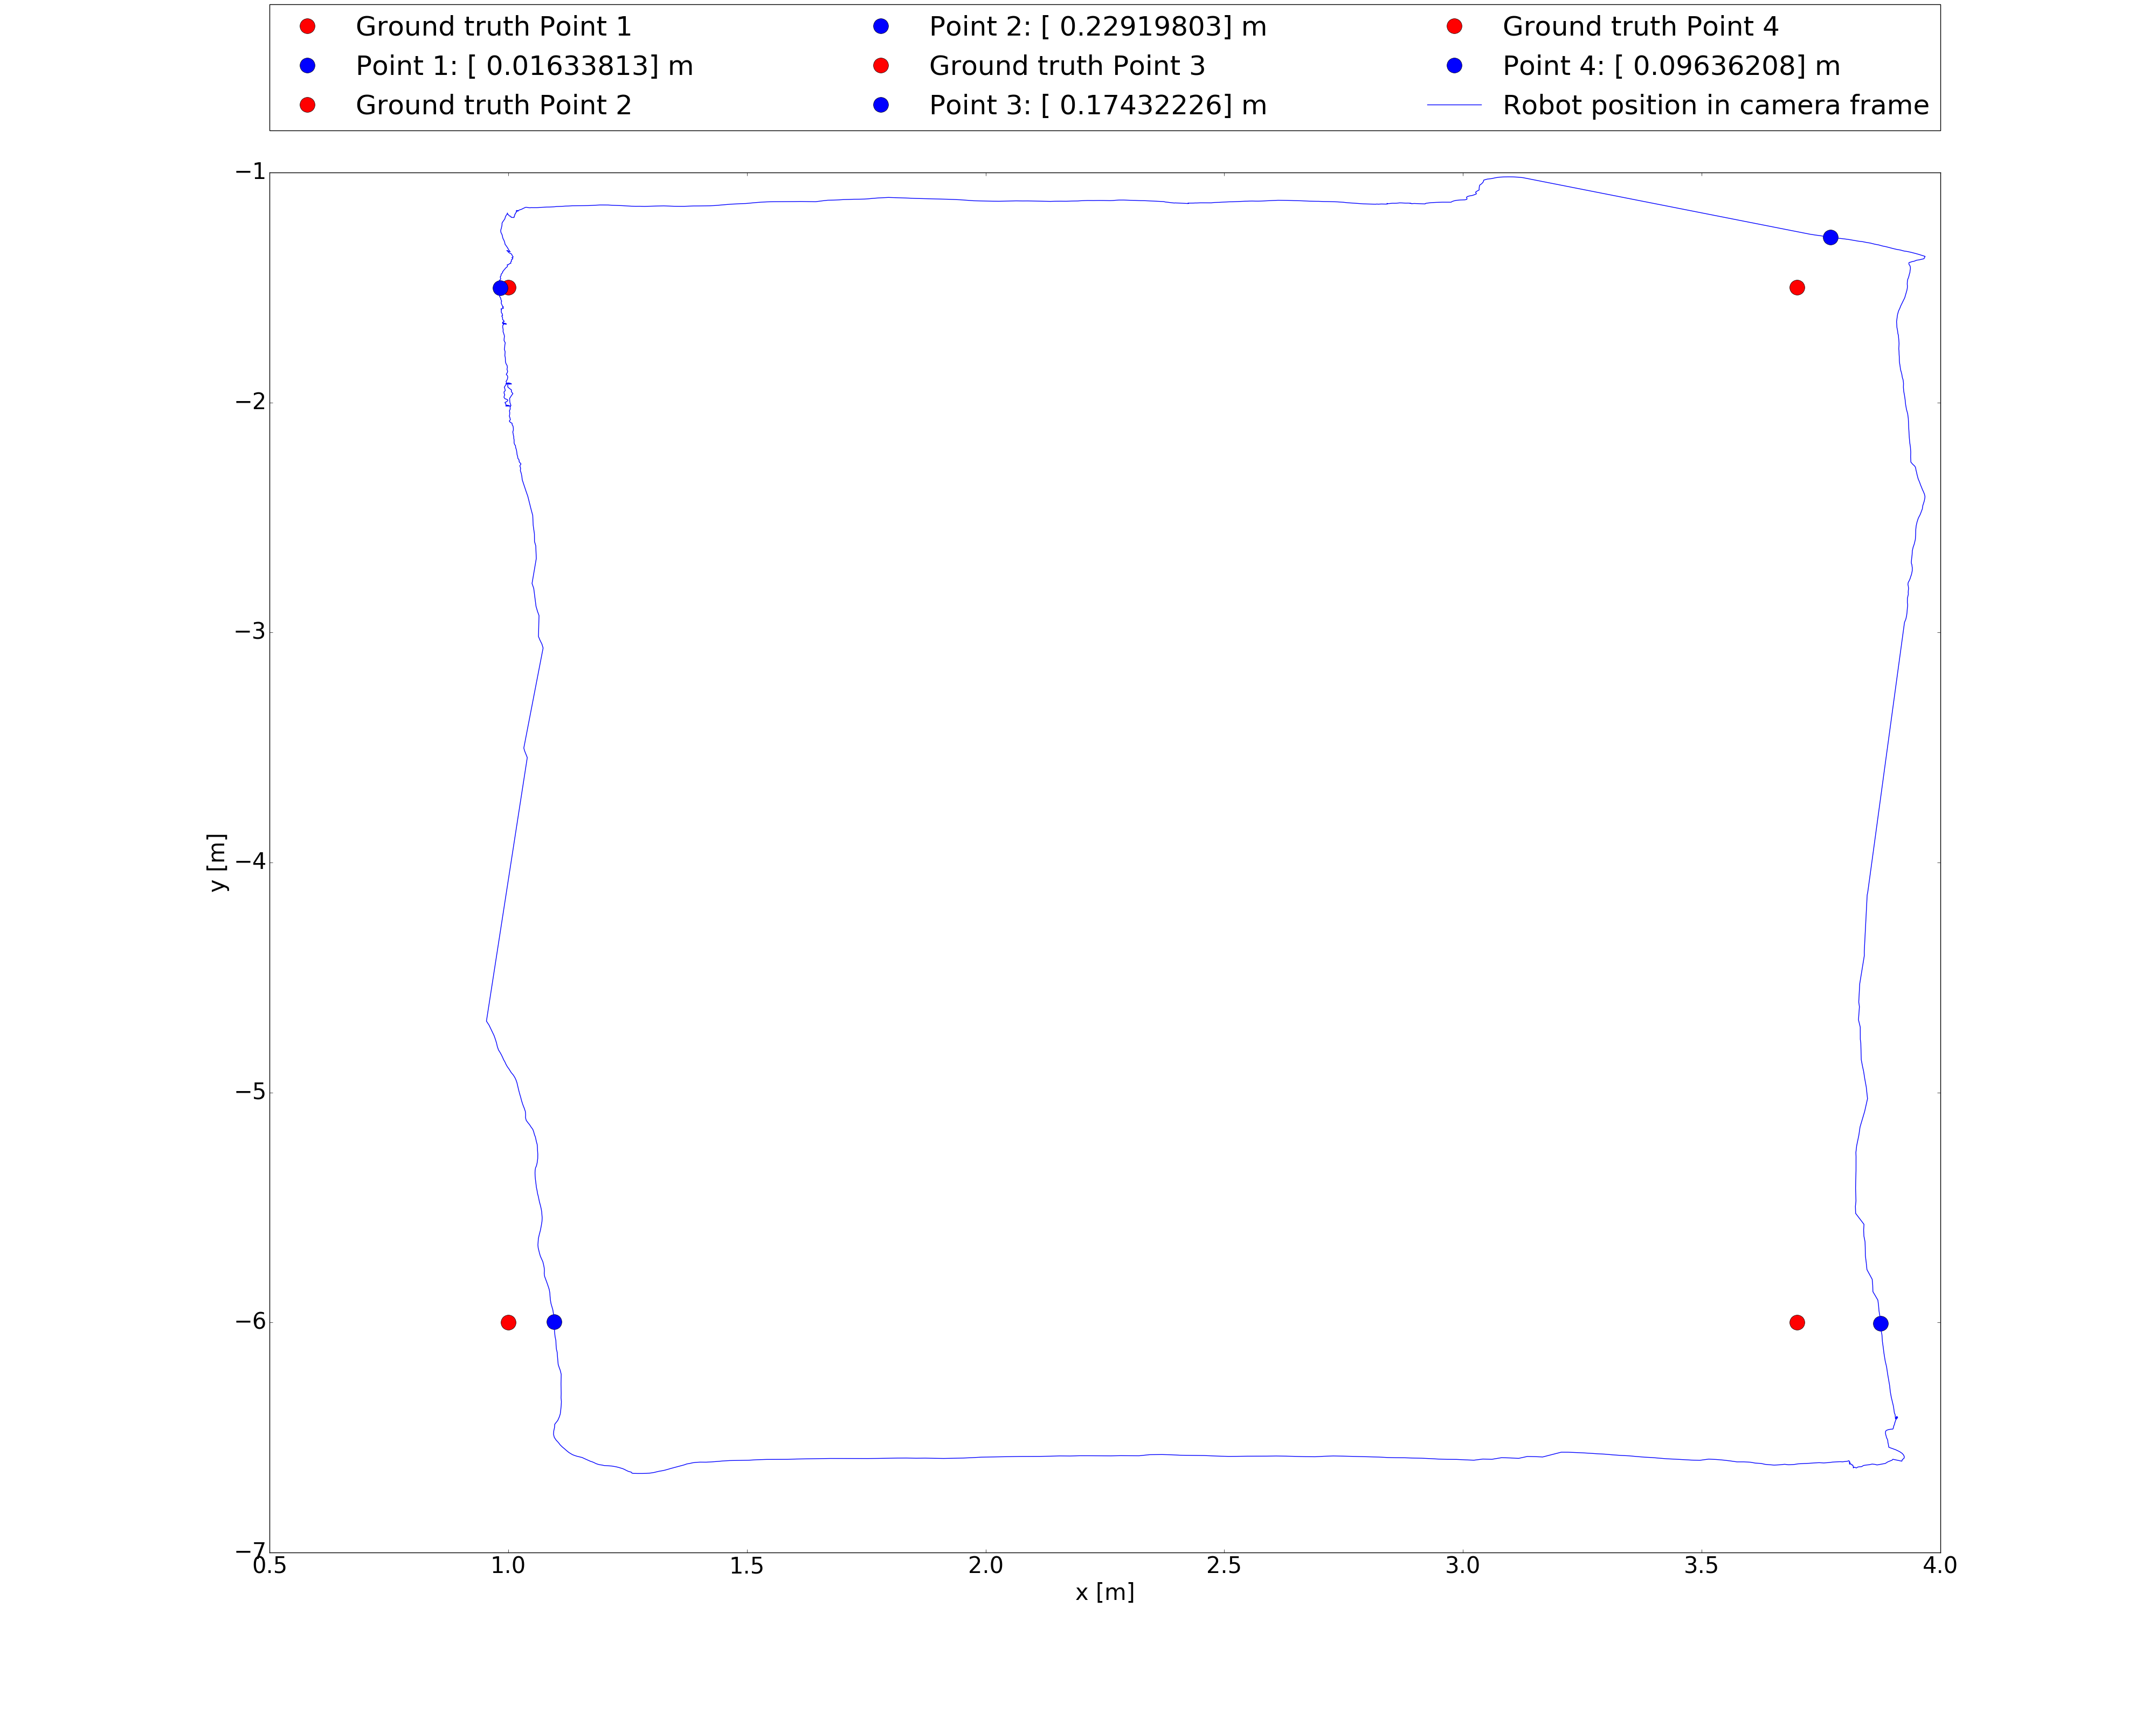 Ground truth Point 1
Point 1: [ 0.01633813] m
Ground truth Point 2
Point 2: [ 0.22919803] m
Ground truth Point 3
Point 3: [ 0.17432226] m
Ground truth Point 4
Point 4: [ 0.09636208] m
Robot position in camera frame
−1
−2
−3
−4
−5
−6
−7
y [m]
0.5 1.0 1.5 2.0 2.5 3.0 3.5 4.0
x [m]